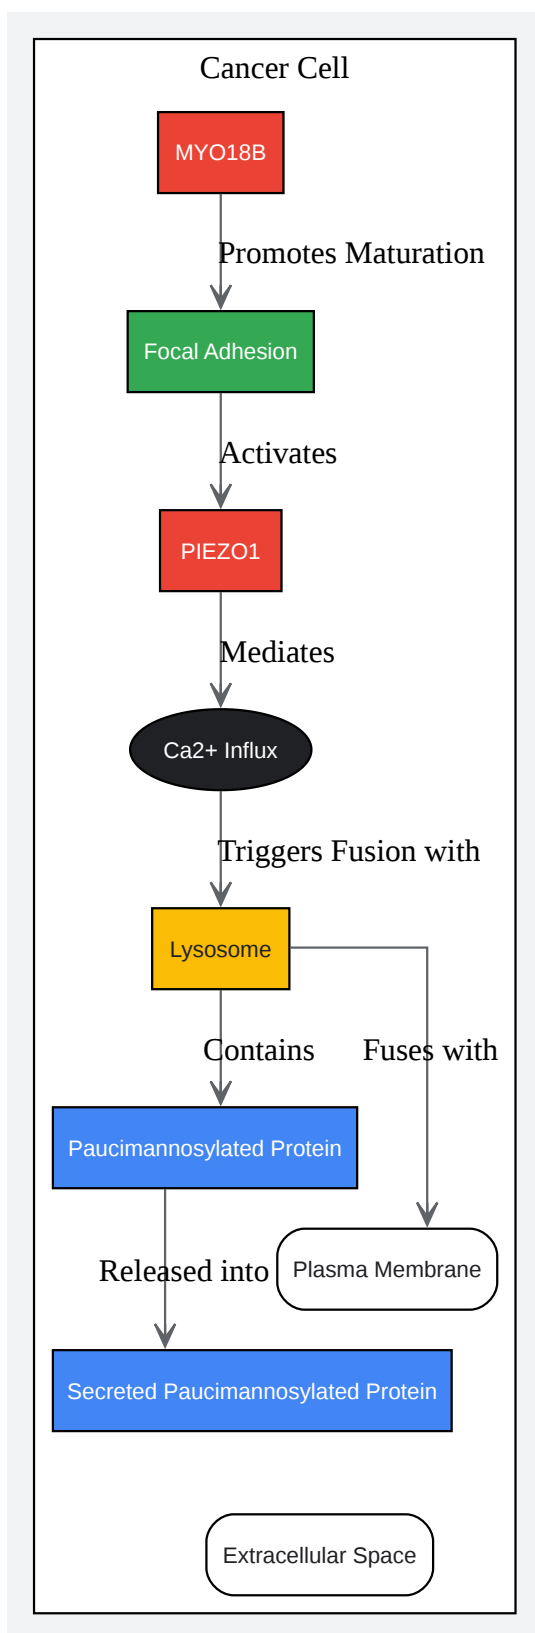 Cancer Cell
MYO18B
Promotes Maturation
Focal Adhesion
Activates
PIEZO1
Mediates
Ca2+ Influx
Triggers Fusion with
Lysosome
Contains
Fuses with
Paucimannosylated Protein
Released into
Plasma Membrane
Secreted Paucimannosylated Protein
Extracellular Space